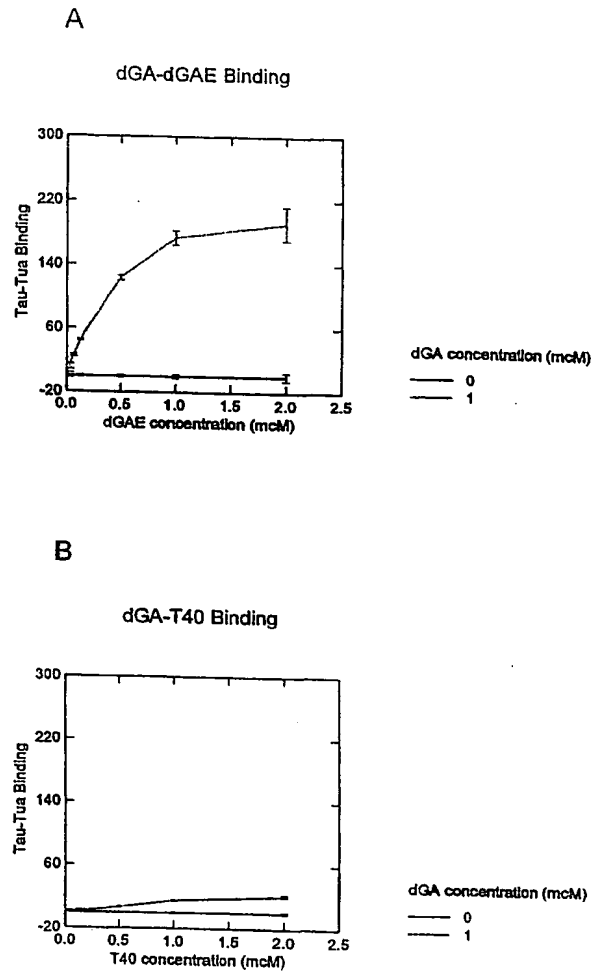 A
dGA-dGAE Binding
300
220
140
60
-20
Tau-Tua Binding
0.0 0.5 1.0 1.5 2.0 2.5
dGAE concentration (mcM)
dGA concentration (mcM)
0
1
B
dGA-T40 Binding
300
220
140
60
-20
Tau-Tua Binding
0.0 0.5 1.0 1.5 2.0 2.5
T40 concentration (mcM)
dGA concentration (mcM)
0
1